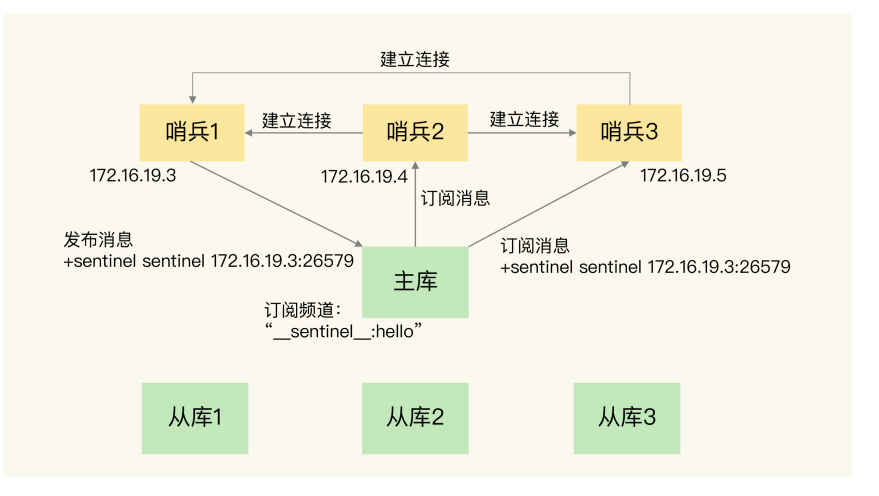 建立连接
哨兵1
建立连接
哨兵2
建立连接
哨兵3
172.16.19.3
172.16.19.4
172.16.19.5
订阅消息
发布消息
+sentinel sentinel 172.16.19.3:26579
订阅消息
+sentinel sentinel 172.16.19.3:26579
主库
订阅频道：
“__sentinel__:hello”
从库1
从库2
从库3